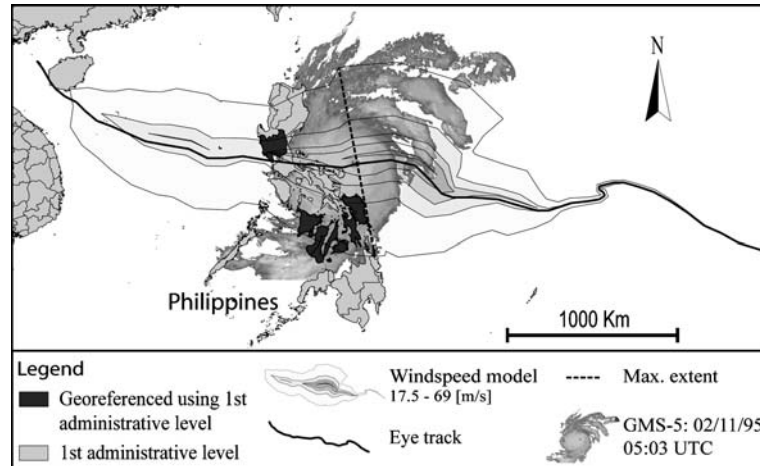 N
Philippines
1000 Km
Legend
Georeferenced using 1st
administrative level
1st administrative level
Windspeed model
17.5 - 69 [m/s]
Eye track
Max. extent
GMS-5: 02/11/95
05:03 UTC